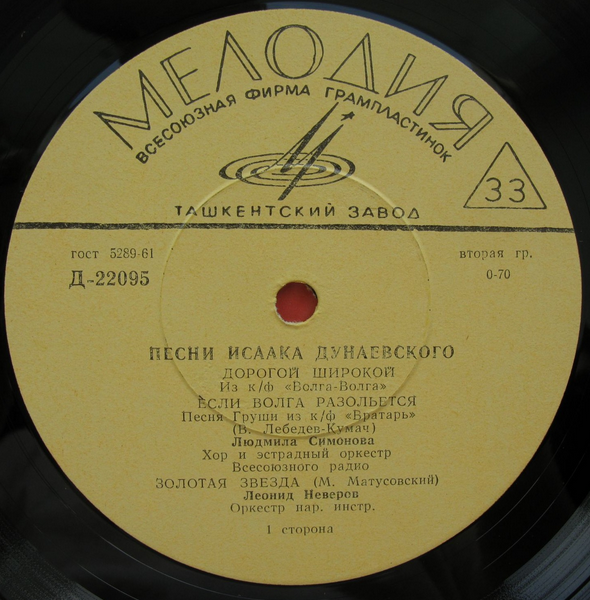 МЕЛОДИЯ
ВСЕСОЮЗНАЯ ФИРМА ГРАМПЛАСТИНОК
33
ТАШКЕНТСКИЙ ЗАВОД
гост 5289-61
вторая гр.
Д-22095
0-70
ПЕСНИ ИСААКА ДУНАЕВСКОГО
ДОРОГОЙ ШИРОКОЙ
Из к/ф «Волга-Волга»
ЕСЛИ ВОЛГА РАЗОЛЬЕТСЯ
Песня Груши из к/ф «Вратарь»
(В. Лебедев-Кумач)
Людмила Симонова
Хор и эстрадный оркестр
Всесоюзного радио
ЗОЛОТАЯ ЗВЕЗДА (М. Матусовский)
Леонид Неверов
Оркестр нар. инстр.
1 сторона